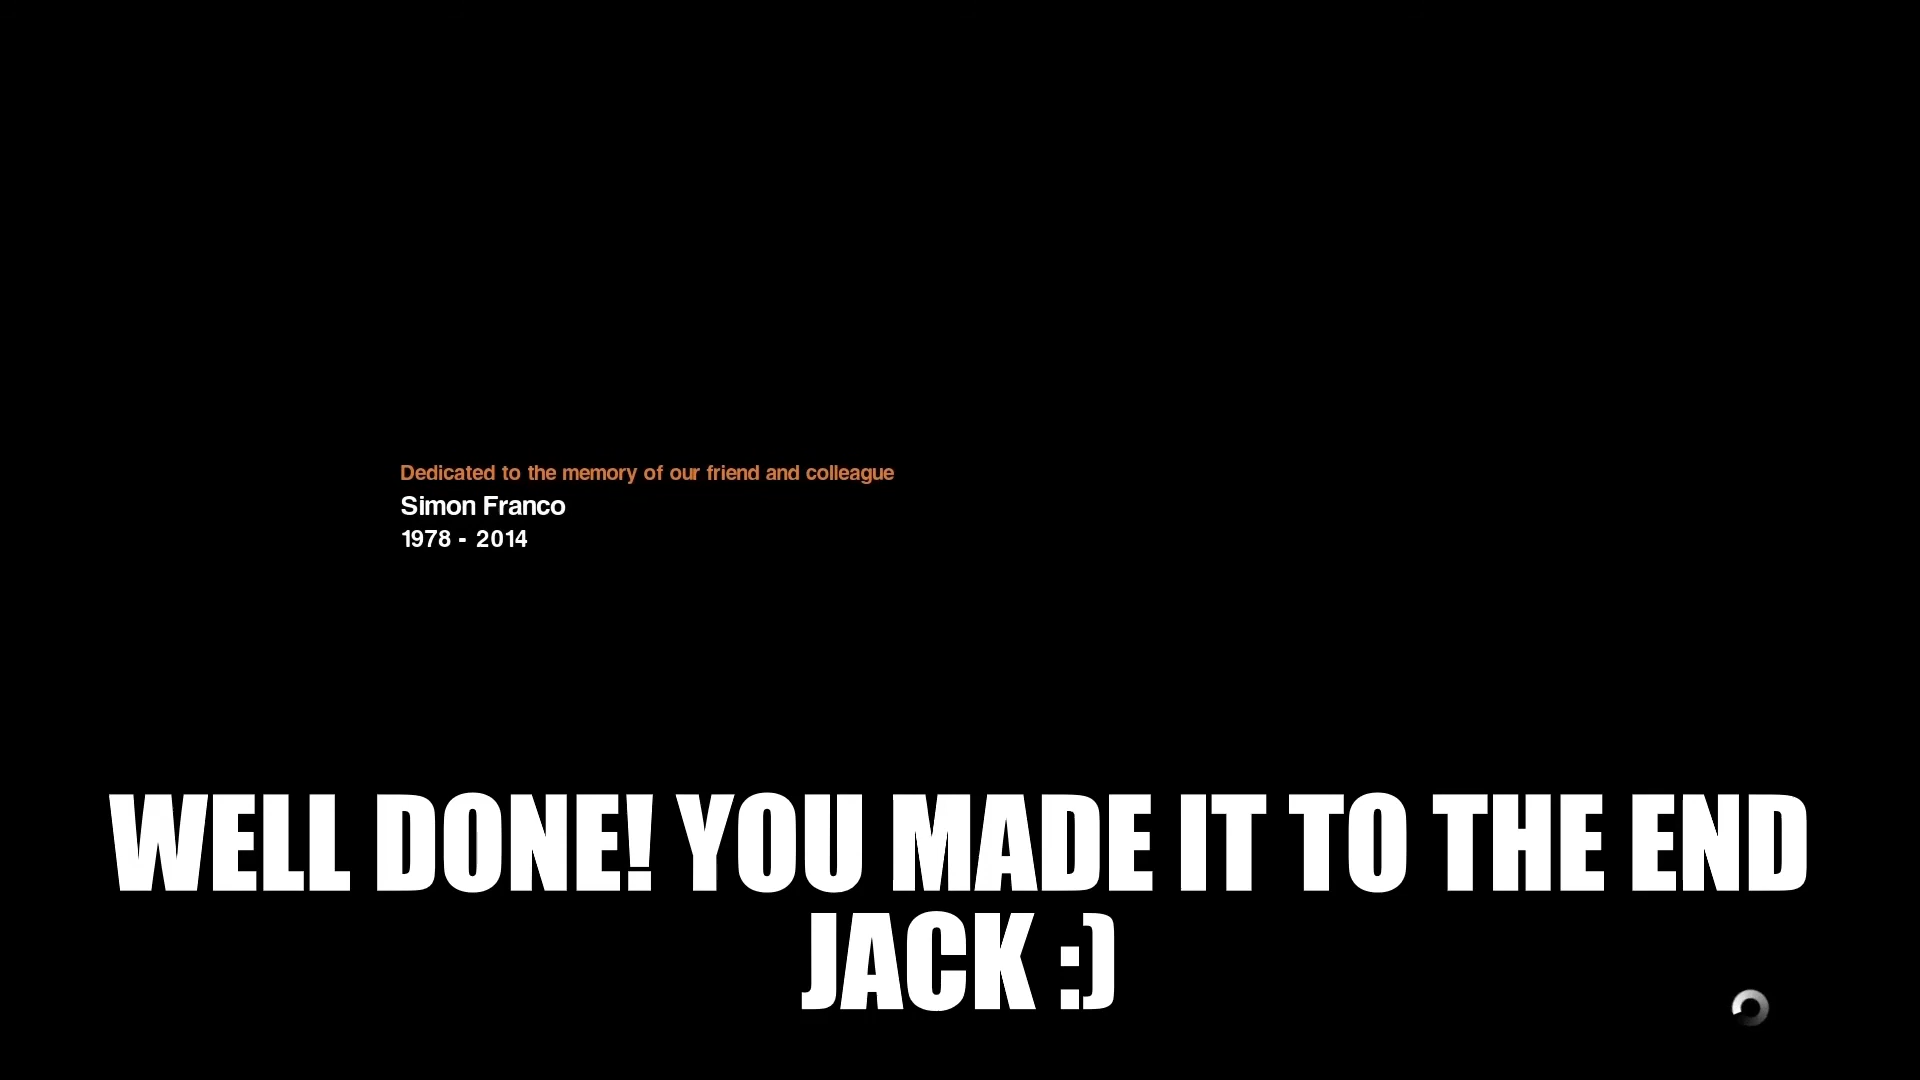 Dedicated to the memory of our friend and colleague
Simon Franco
1978 - 2014
WELL DONE! YOU MADE IT TO THE END
JACK :)